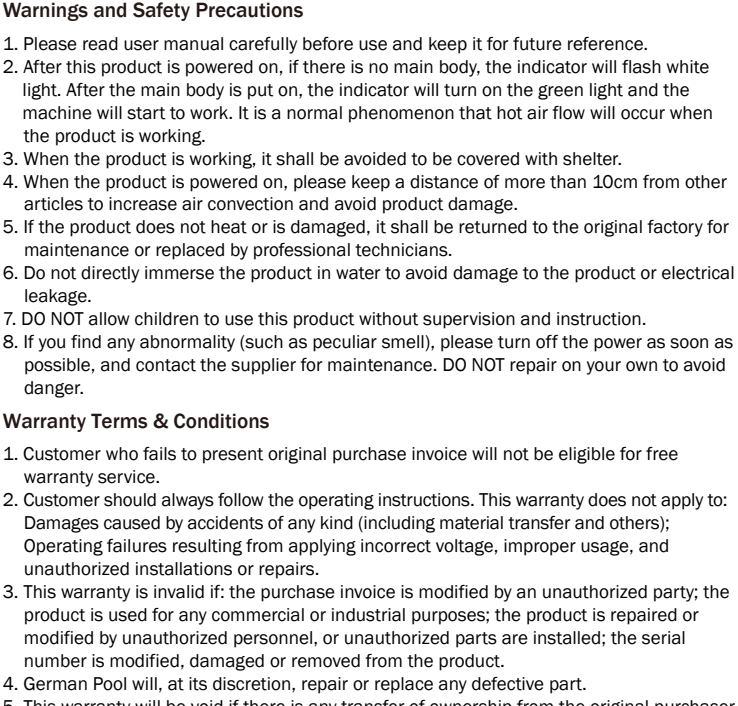 Warnings and Safety Precautions
1. Please read user manual carefully before use and keep it for future reference.
2. After this product is powered on, if there is no main body, the indicator will flash white
light. After the main body is put on, the indicator will turn on the green light and the
machine will start to work. It is a normal phenomenon that hot air flow will occur when
the product is working.
3. When the product is working, it shall be avoided to be covered with shelter.
4. When the product is powered on, please keep a distance of more than 10cm from other
articles to increase air convection and avoid product damage.
5. If the product does not heat or is damaged, it shall be returned to the original factory for
maintenance or replaced by professional technicians.
6. Do not directly immerse the product in water to avoid damage to the product or electrical
leakage.
7. DO NOT allow children to use this product without supervision and instruction.
8. If you find any abnormality (such as peculiar smell), please turn off the power as soon as
possible, and contact the supplier for maintenance. DO NOT repair on your own to avoid
danger.
Warranty Terms & Conditions
1. Customer who fails to present original purchase invoice will not be eligible for free
warranty service.
2. Customer should always follow the operating instructions. This warranty does not apply to:
Damages caused by accidents of any kind (including material transfer and others);
Operating failures resulting from applying incorrect voltage, improper usage, and
unauthorized installations or repairs.
3. This warranty is invalid if: the purchase invoice is modified by an unauthorized party; the
product is used for any commercial or industrial purposes; the product is repaired or
modified by unauthorized personnel, or unauthorized parts are installed; the serial
number is modified, damaged or removed from the product.
4. German Pool will, at its discretion, repair or replace any defective part.
5. This warranty will be void if there is any transfer of ownership from the original purchaser